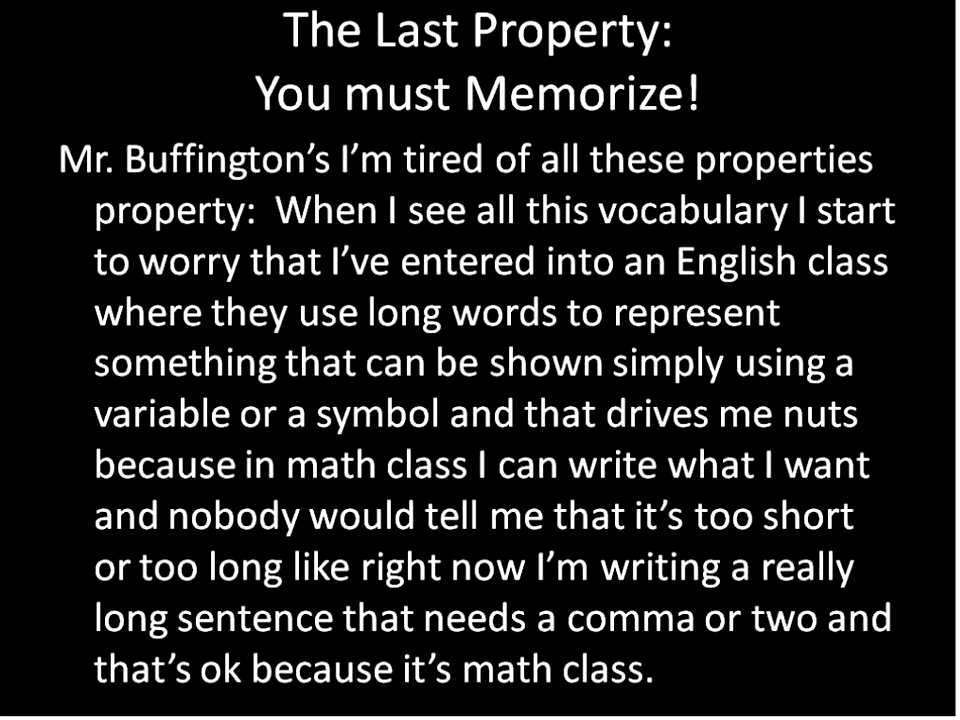 The Last Property:
You must Memorize!
Mr. Buffington’s I’m tired of all these properties
property:  When I see all this vocabulary I start
to worry that I’ve entered into an English class
where they use long words to represent
something that can be shown simply using a
variable or a symbol and that drives me nuts
because in math class I can write what I want
and nobody would tell me that it’s too short
or too long like right now I’m writing a really
long sentence that needs a comma or two and
that’s ok because it’s math class.